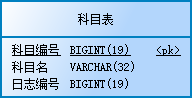 科目表
科目编号 BIGINT(19) <pk>
科目名 VARCHAR(32)
日志编号 BIGINT(19)